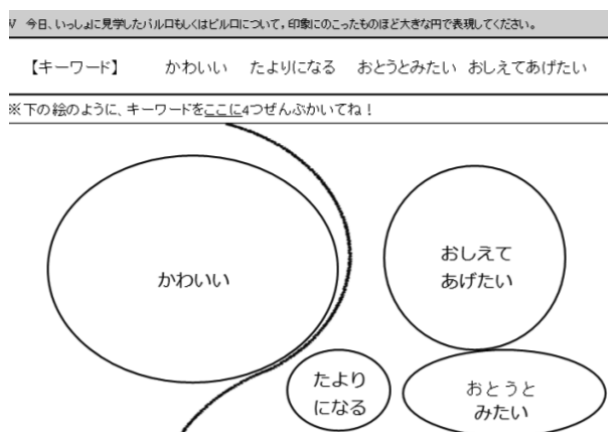 Ⅴ 今日、いっしょに見学したパルロもしくはピルロについて，印象にのこったものほど大きな円で表現してください。
【キーワード】 かわいい たよりになる おとうとみたい おしえてあげたい
※下の絵のように、キーワードをここに4つぜんぶかいてね！
かわいい
おしえて
あげたい
たより
になる
おとうと
みたい